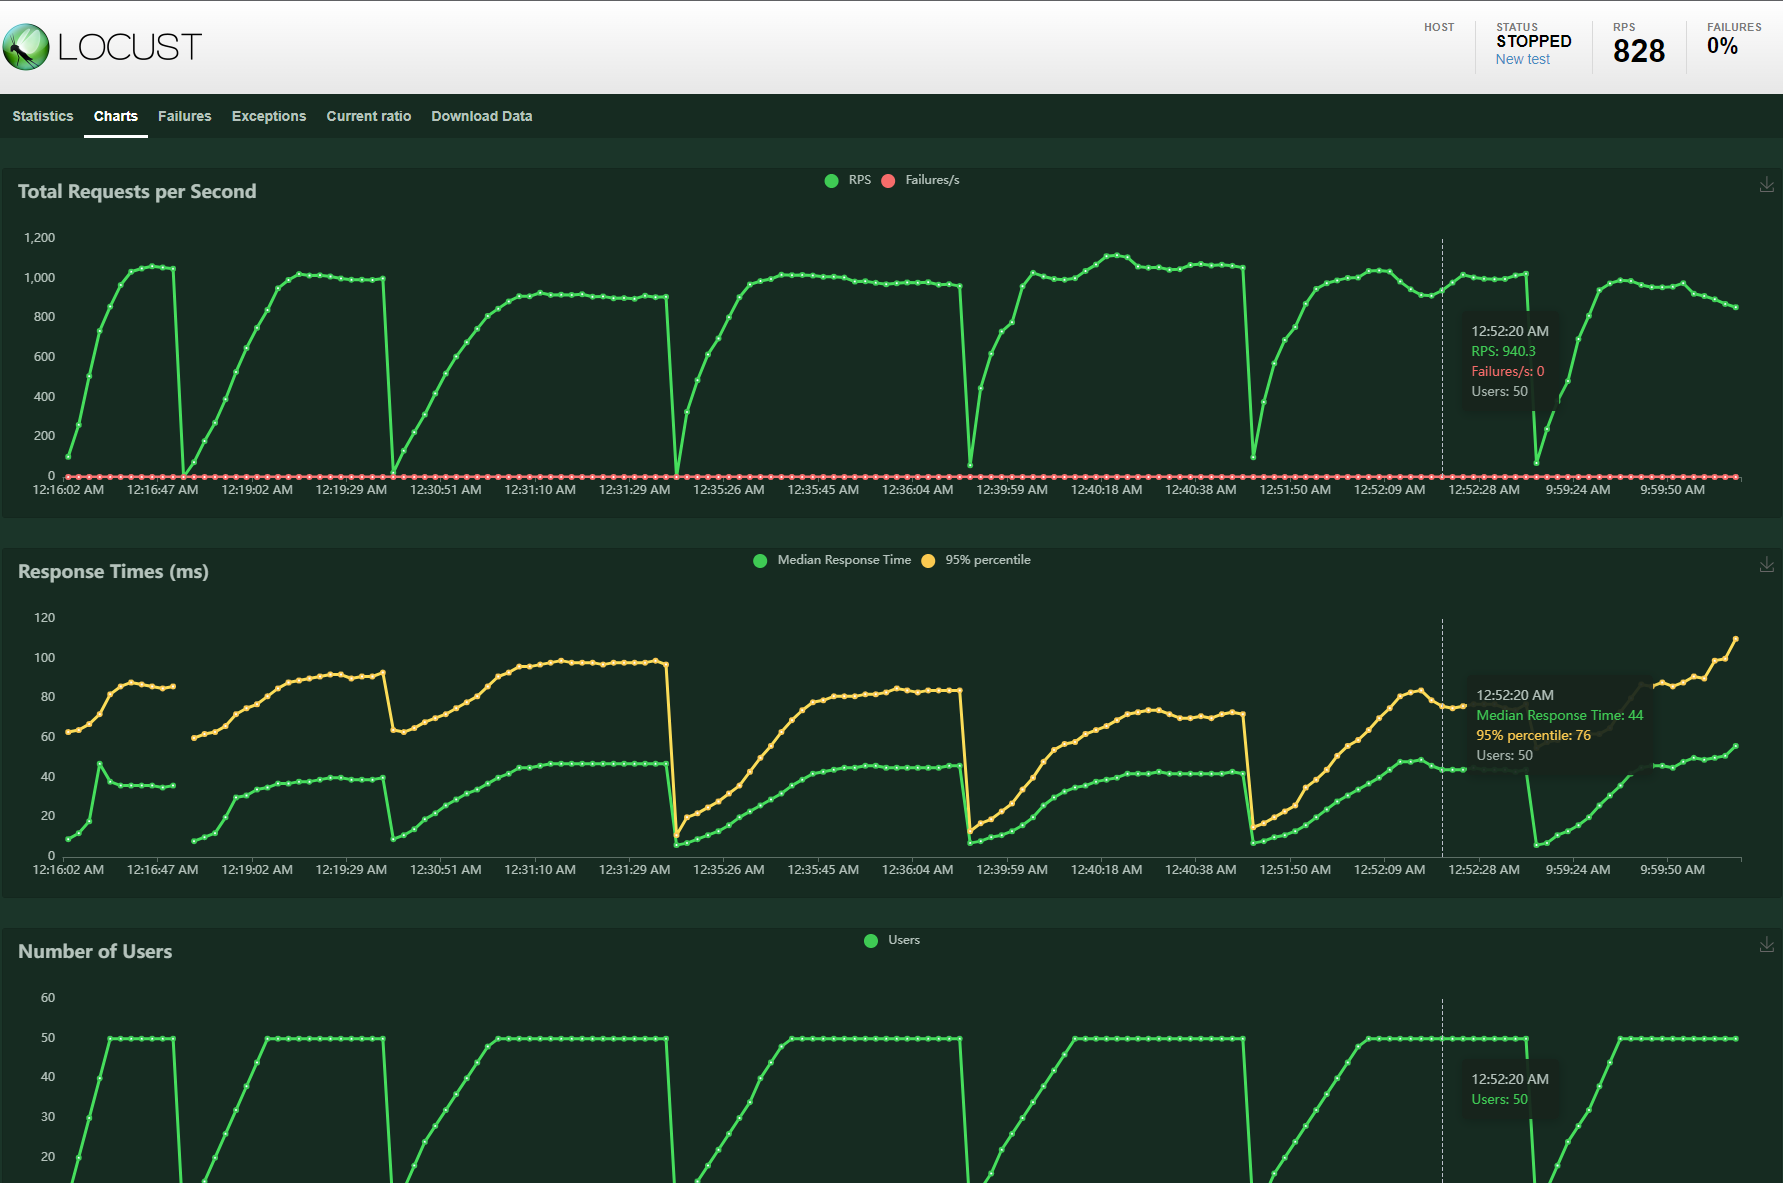 LOCUST
HOST
STATUS
STOPPED
New test
RPS
828
FAILURES
0%
Statistics Charts Failures Exceptions Current ratio Download Data
Total Requests per Second
RPS Failures/s
1,200
1,000
800
600
400
200
0
12:16:02 AM 12:16:47 AM 12:19:02 AM 12:19:29 AM 12:30:51 AM 12:31:10 AM 12:31:29 AM 12:35:26 AM 12:35:45 AM 12:36:04 AM 12:39:59 AM 12:40:18 AM 12:40:38 AM 12:51:50 AM 12:52:09 AM 12:52:28 AM 9:59:24 AM 9:59:50 AM
12:52:20 AM
RPS: 940.3
Failures/s: 0
Users: 50
Response Times (ms)
Median Response Time 95% percentile
120
100
80
60
40
20
0
12:16:02 AM 12:16:47 AM 12:19:02 AM 12:19:29 AM 12:30:51 AM 12:31:10 AM 12:31:29 AM 12:35:26 AM 12:35:45 AM 12:36:04 AM 12:39:59 AM 12:40:18 AM 12:40:38 AM 12:51:50 AM 12:52:09 AM 12:52:28 AM 9:59:24 AM 9:59:50 AM
12:52:20 AM
Median Response Time: 44
95% percentile: 76
Users: 50
Number of Users
Users
60
50
40
30
20
12:52:20 AM
Users: 50